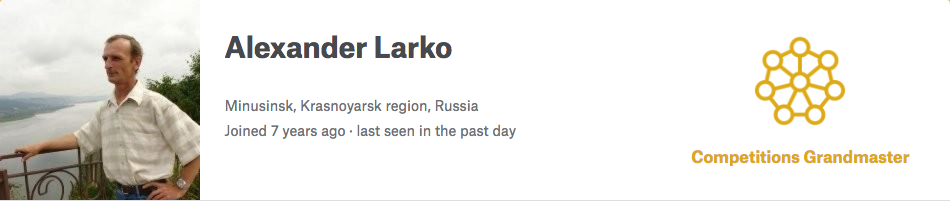 Alexander Larko
Minusinsk, Krasnoyarsk region, Russia
Joined 7 years ago · last seen in the past day
Competitions Grandmaster